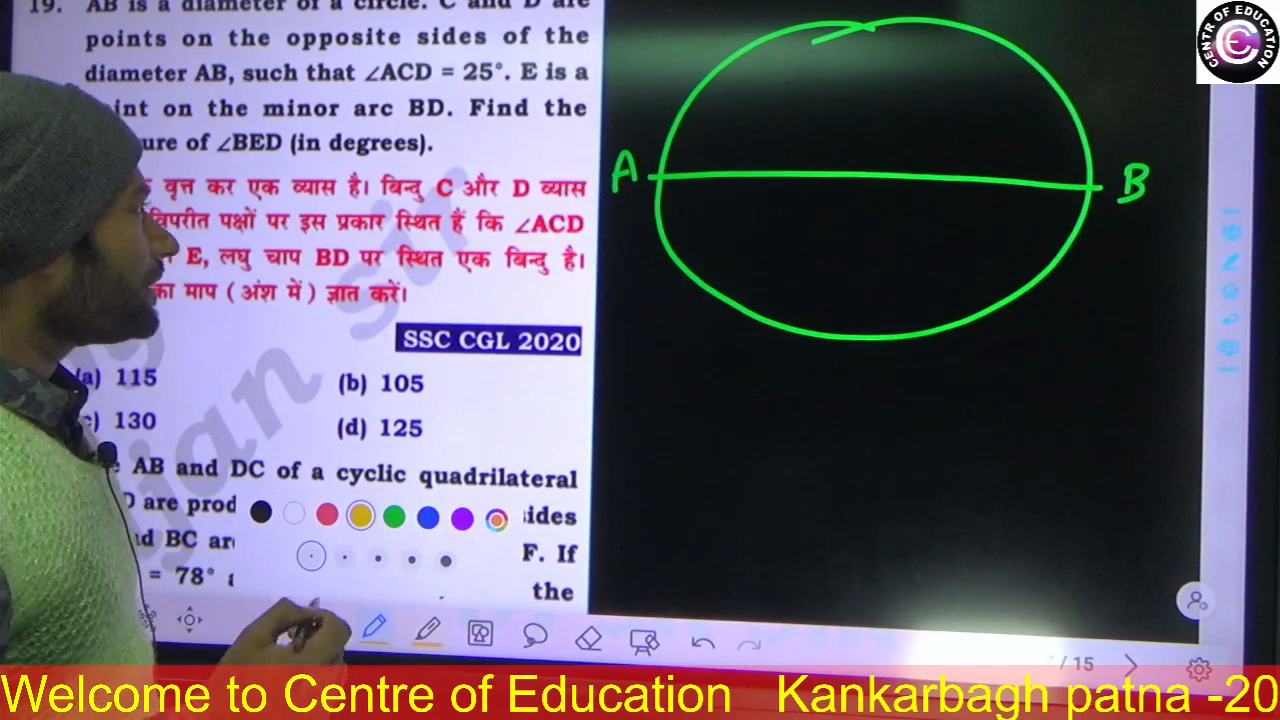 19. AB is a diameter of a circle. C and D are
points on the opposite sides of the
diameter AB, such that ∠ACD = 25°. E is a
int on the minor arc BD. Find the
ure of ∠BED (in degrees).
वृत्त कर एक व्यास है। बिन्दु C और D व्यास
विपरीत पक्षों पर इस प्रकार स्थित हैं कि ∠ACD
E, लघु चाप BD पर स्थित एक बिन्दु है।
का माप (अंश में) ज्ञात करें।
SSC CGL 2020
a) 115
(b) 105
c) 130
(d) 125
AB and DC of a cyclic quadrilateral
D are prod
ides
nd BC are
F. If
= 78°
the
A
B
/ 15
CENTR OF EDUCATION
Welcome to Centre of Education Kankarbagh patna -20